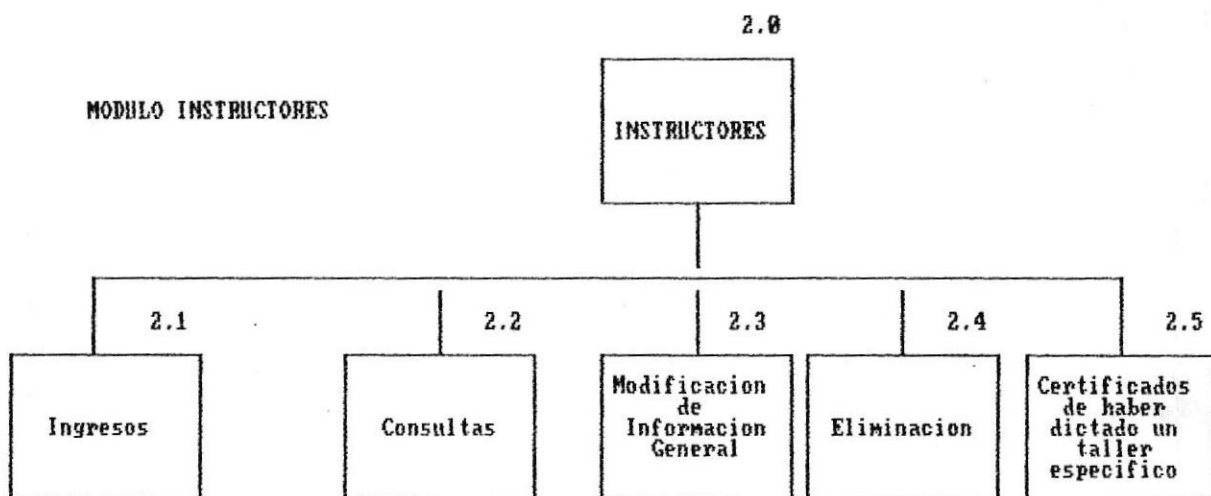 2.0
MODULO INSTRUCTORES
INSTRUCTORES
2.1
2.2
2.3
2.4
2.5
Ingresos
Consultas
Modificacion
de
Informacion
General
Eliminacion
Certificados
de haber
dictado un
taller
especifico